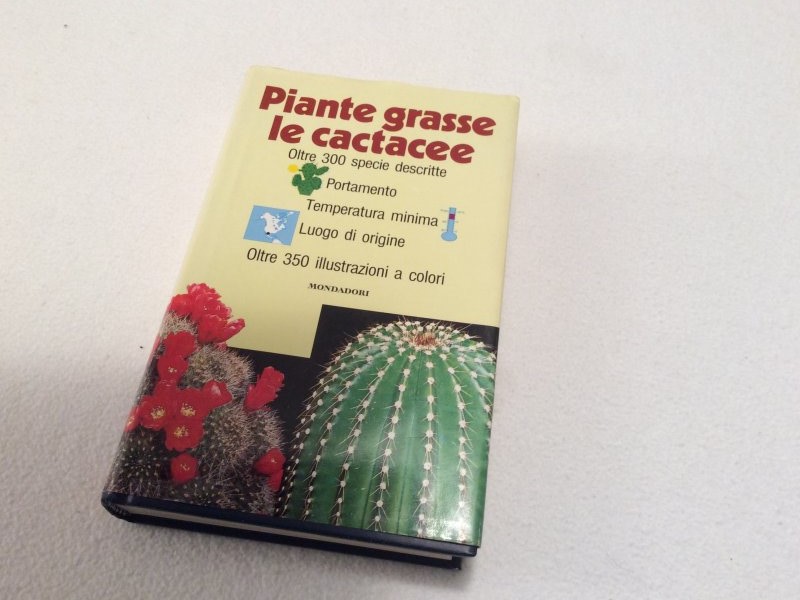 Piante grasse
le cactacee
Oltre 300 specie descritte
Portamento
Temperatura minima
Luogo di origine
Oltre 350 illustrazioni a colori
MONDADORI